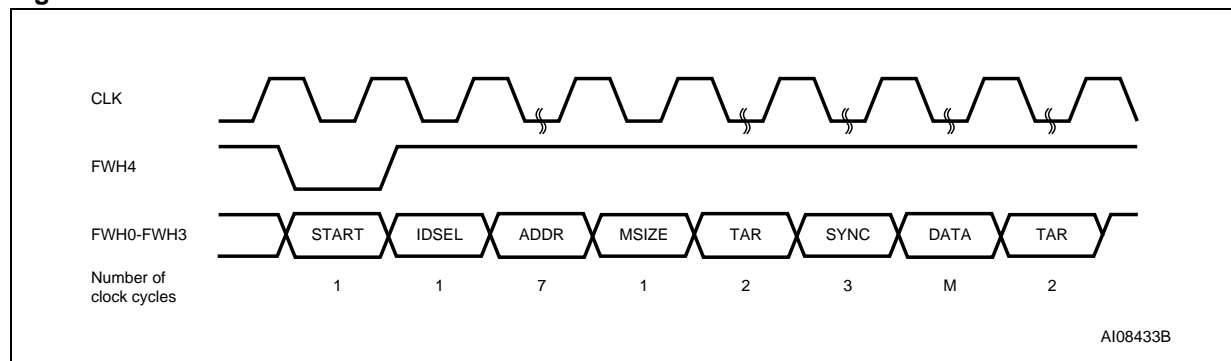 CLK
FWH4
FWH0-FWH3 START IDSEL ADDR MSIZE TAR SYNC DATA TAR
Number of
clock cycles 1 1 7 1 2 3 M 2
AI08433B